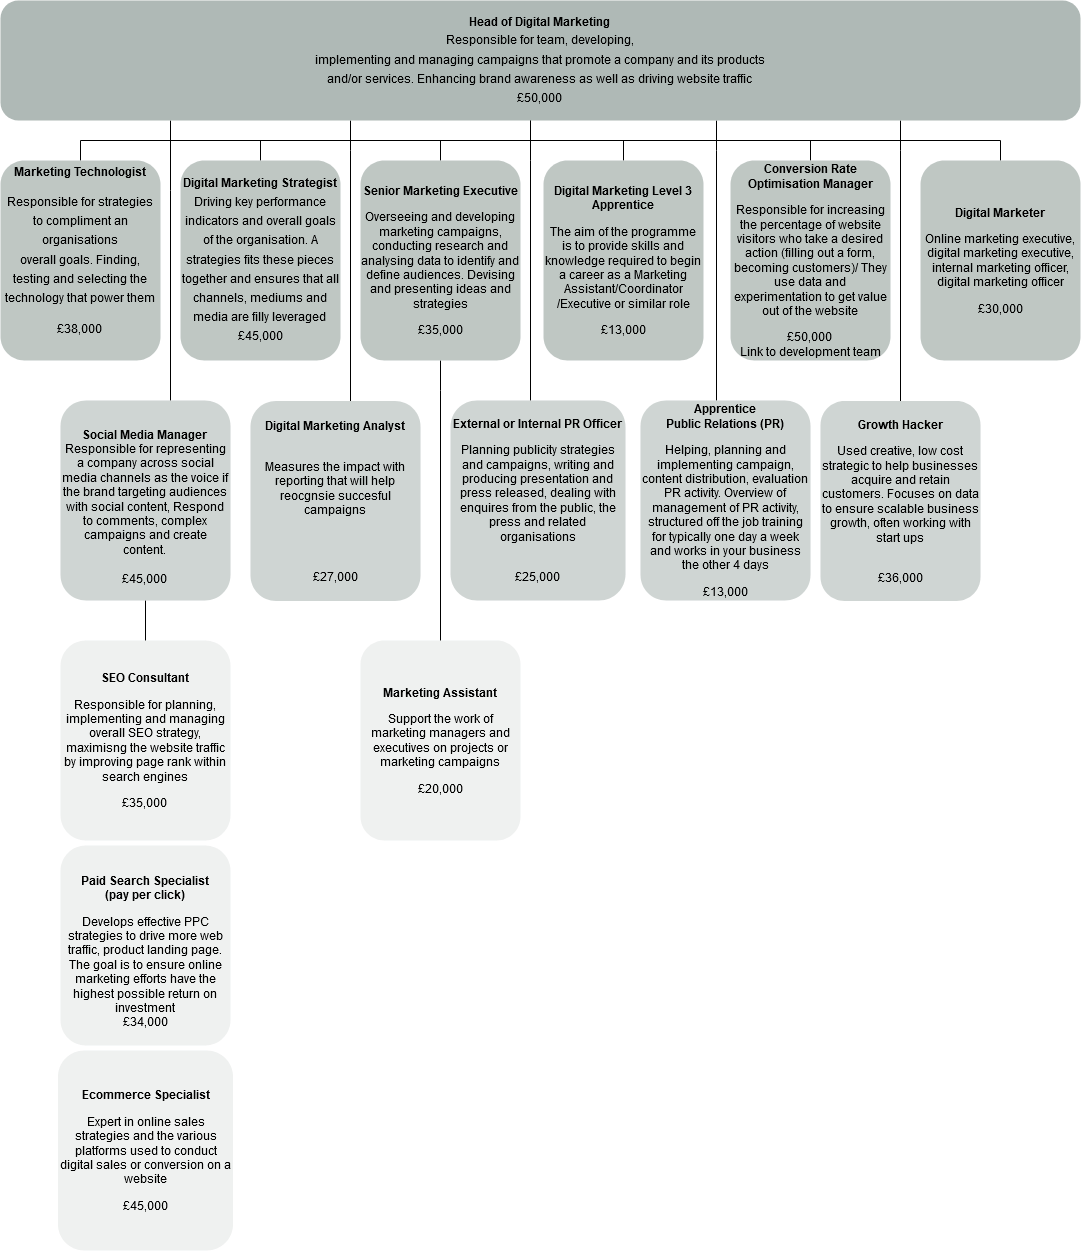 Head of Digital Marketing
Responsible for team, developing,
implementing and managing campaigns that promote a company and its products
and/or services. Enhancing brand awareness as well as driving website traffic
£50,000
Marketing Technologist
Responsible for strategies
to compliment an
organisations
overall goals. Finding,
testing and selecting the
technology that power them
£38,000
Digital Marketing Strategist
Driving key performance
indicators and overall goals
of the organisation. A
strategies fits these pieces
together and ensures that all
channels, mediums and
media are filly leveraged
£45,000
Senior Marketing Executive
Overseeing and developing
marketing campaigns,
conducting research and
analysing data to identify and
define audiences. Devising
and presenting ideas and
strategies
£35,000
Digital Marketing Level 3
Apprentice
The aim of the programme
is to provide skills and
knowledge required to begin
a career as a Marketing
Assistant/Coordinator
/Executive or similar role
£13,000
Conversion Rate
Optimisation Manager
Responsible for increasing
the percentage of website
visitors who take a desired
action (filling out a form,
becoming customers)/ They
use data and
experimentation to get value
out of the website
£50,000
Link to development team
Digital Marketer
Online marketing executive,
digital marketing executive,
internal marketing officer,
digital marketing officer
£30,000
Social Media Manager
Responsible for representing
a company across social
media channels as the voice if
the brand targeting audiences
with social content, Respond
to comments, complex
campaigns and create
content.
£45,000
Digital Marketing Analyst
Measures the impact with
reporting that will help
reocgnsie succesful
campaigns
£27,000
External or Internal PR Officer
Planning publicity strategies
and campaigns, writing and
producing presentation and
press released, dealing with
enquires from the public, the
press and related
organisations
£25,000
Apprentice
Public Relations (PR)
Helping, planning and
implementing campaign,
content distribution, evaluation
PR activity. Overview of
management of PR activity,
structured off the job training
for typically one day a week
and works in your business
the other 4 days
£13,000
Growth Hacker
Used creative, low cost
strategic to help businesses
acquire and retain
customers. Focuses on data
to ensure scalable business
growth, often working with
start ups
£36,000
SEO Consultant
Responsible for planning,
implementing and managing
overall SEO strategy,
maximisng the website traffic
by improving page rank within
search engines
£35,000
Marketing Assistant
Support the work of
marketing managers and
executives on projects or
marketing campaigns
£20,000
Paid Search Specialist
(pay per click)
Develops effective PPC
strategies to drive more web
traffic, product landing page.
The goal is to ensure online
marketing efforts have the
highest possible return on
investment
£34,000
Ecommerce Specialist
Expert in online sales
strategies and the various
platforms used to conduct
digital sales or conversion on a
website
£45,000